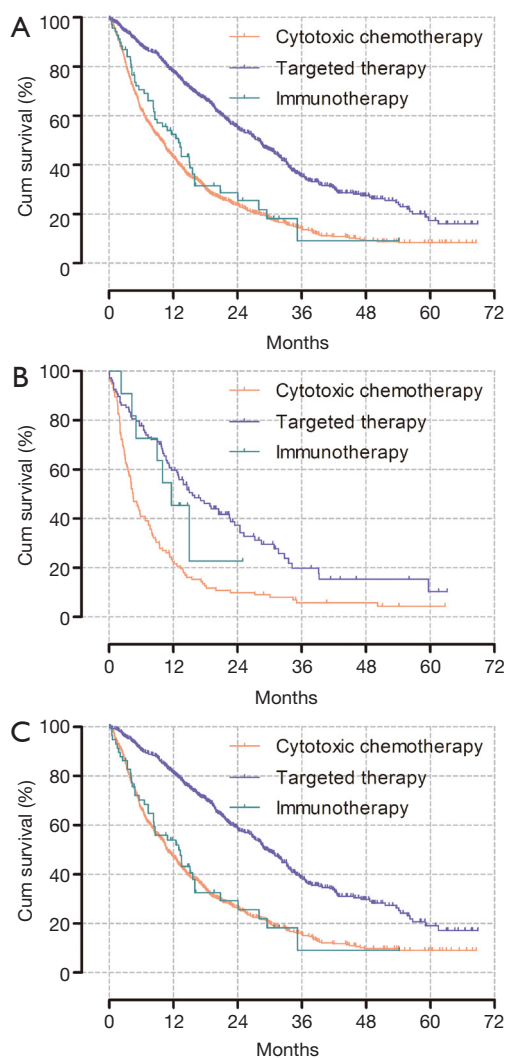 A
Cum survival (%)
100
80
60
40
20
0
Cytotoxic chemotherapy
Targeted therapy
Immunotherapy
0 12 24 36 48 60 72
Months
B
Cum survival (%)
100
80
60
40
20
0
Cytotoxic chemotherapy
Targeted therapy
Immunotherapy
0 12 24 36 48 60 72
Months
C
Cum survival (%)
100
80
60
40
20
0
Cytotoxic chemotherapy
Targeted therapy
Immunotherapy
0 12 24 36 48 60 72
Months